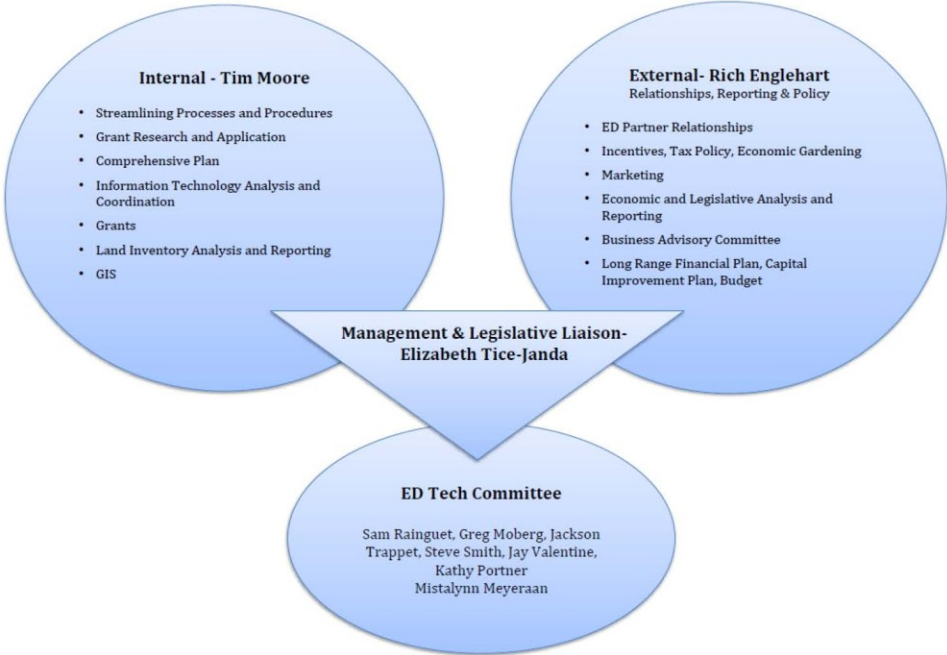 Internal - Tim Moore
• Streamlining Processes and Procedures
• Grant Research and Application
• Comprehensive Plan
• Information Technology Analysis and
Coordination
• Grants
• Land Inventory Analysis and Reporting
• GIS
External- Rich Englehart
Relationships, Reporting & Policy
• ED Partner Relationships
• Incentives, Tax Policy, Economic Gardening
• Marketing
• Economic and Legislative Analysis and
Reporting
• Business Advisory Committee
• Long Range Financial Plan, Capital
Improvement Plan, Budget
Management & Legislative Liaison-
Elizabeth Tice-Janda
ED Tech Committee
Sam Rainguet, Greg Moberg, Jackson
Trappet, Steve Smith, Jay Valentine,
Kathy Portner
Mistalynn Meyeraan